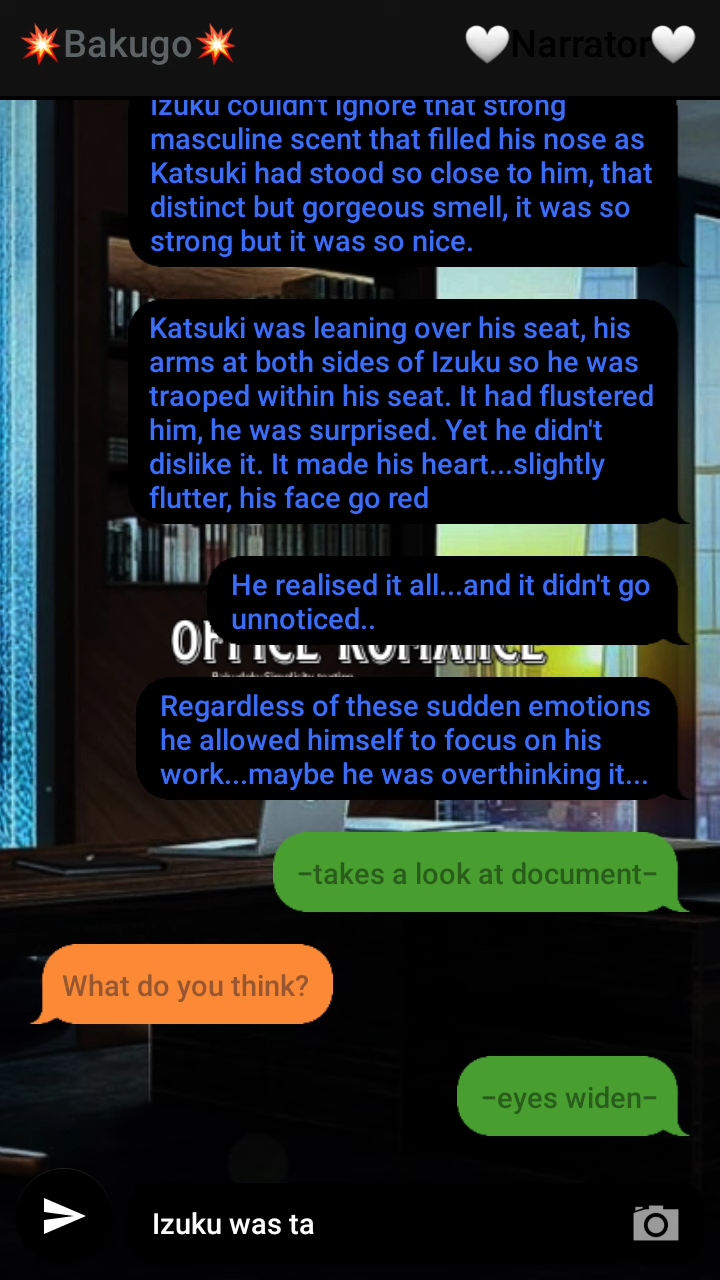 💥Bakugo💥
🤍Narrator🤍
Izuku couldn't ignore that strong
masculine scent that filled his nose as
Katsuki had stood so close to him, that
distinct but gorgeous smell, it was so
strong but it was so nice.
Katsuki was leaning over his seat, his
arms at both sides of Izuku so he was
traoped within his seat. It had flustered
him, he was surprised. Yet he didn't
dislike it. It made his heart...slightly
flutter, his face go red
He realised it all...and it didn't go
unnoticed..
OFFICE ROMANCE
Regardless of these sudden emotions
he allowed himself to focus on his
work...maybe he was overthinking it...
–takes a look at document–
What do you think?
–eyes widen–
Izuku was ta